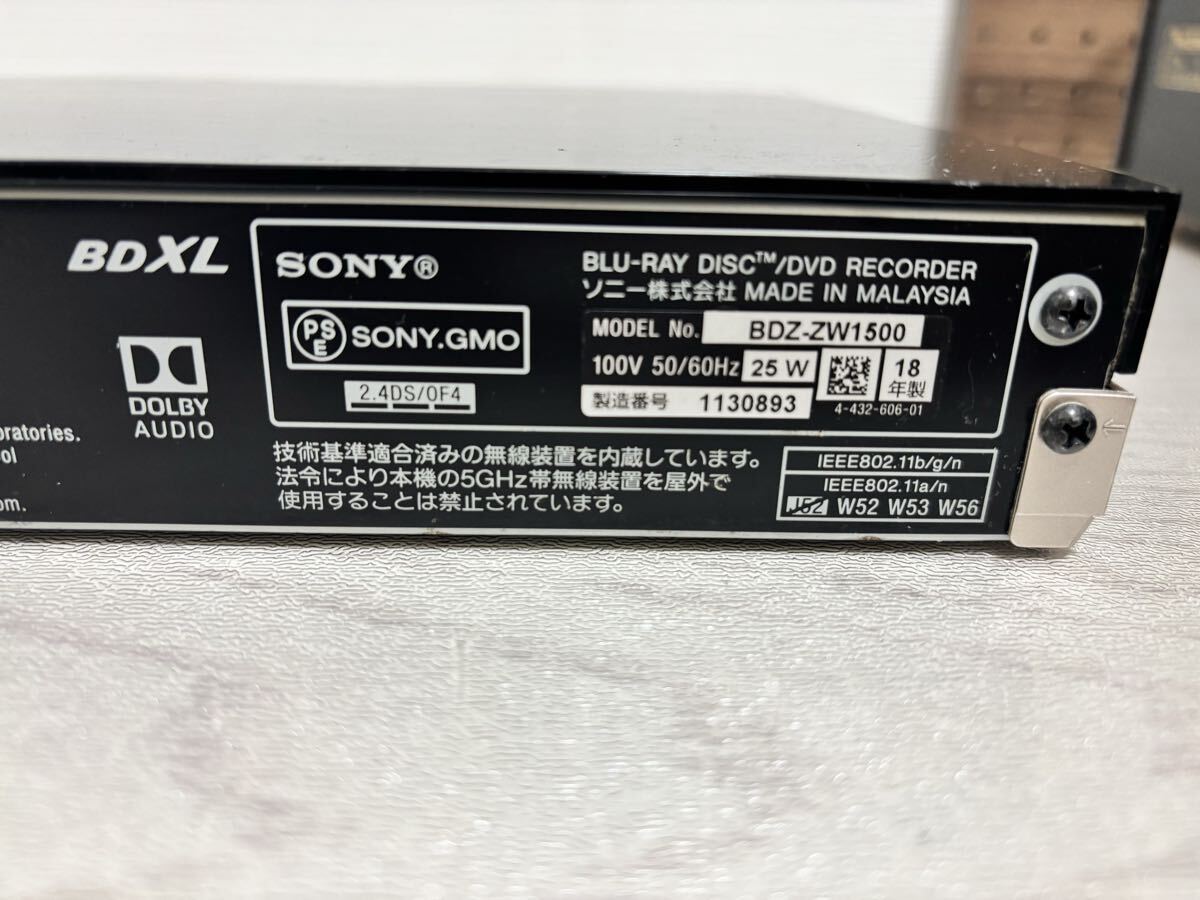 BDXL
DOLBY
AUDIO
oratories.
ol
om.
SONY®
PSE SONY.GMO
2.4DS/OF4
BLU-RAY DISC™/DVD RECORDER
ソニー株式会社 MADE IN MALAYSIA
MODEL No. BDZ-ZW1500
100V 50/60Hz 25 W
18
年製
製造番号 1130893
4-432-606-01
技術基準適合済みの無線装置を内蔵しています。
法令により本機の5GHz帯無線装置を屋外で
使用することは禁止されています。
IEEE802.11b/g/n
IEEE802.11a/n
J52 W52 W53 W56